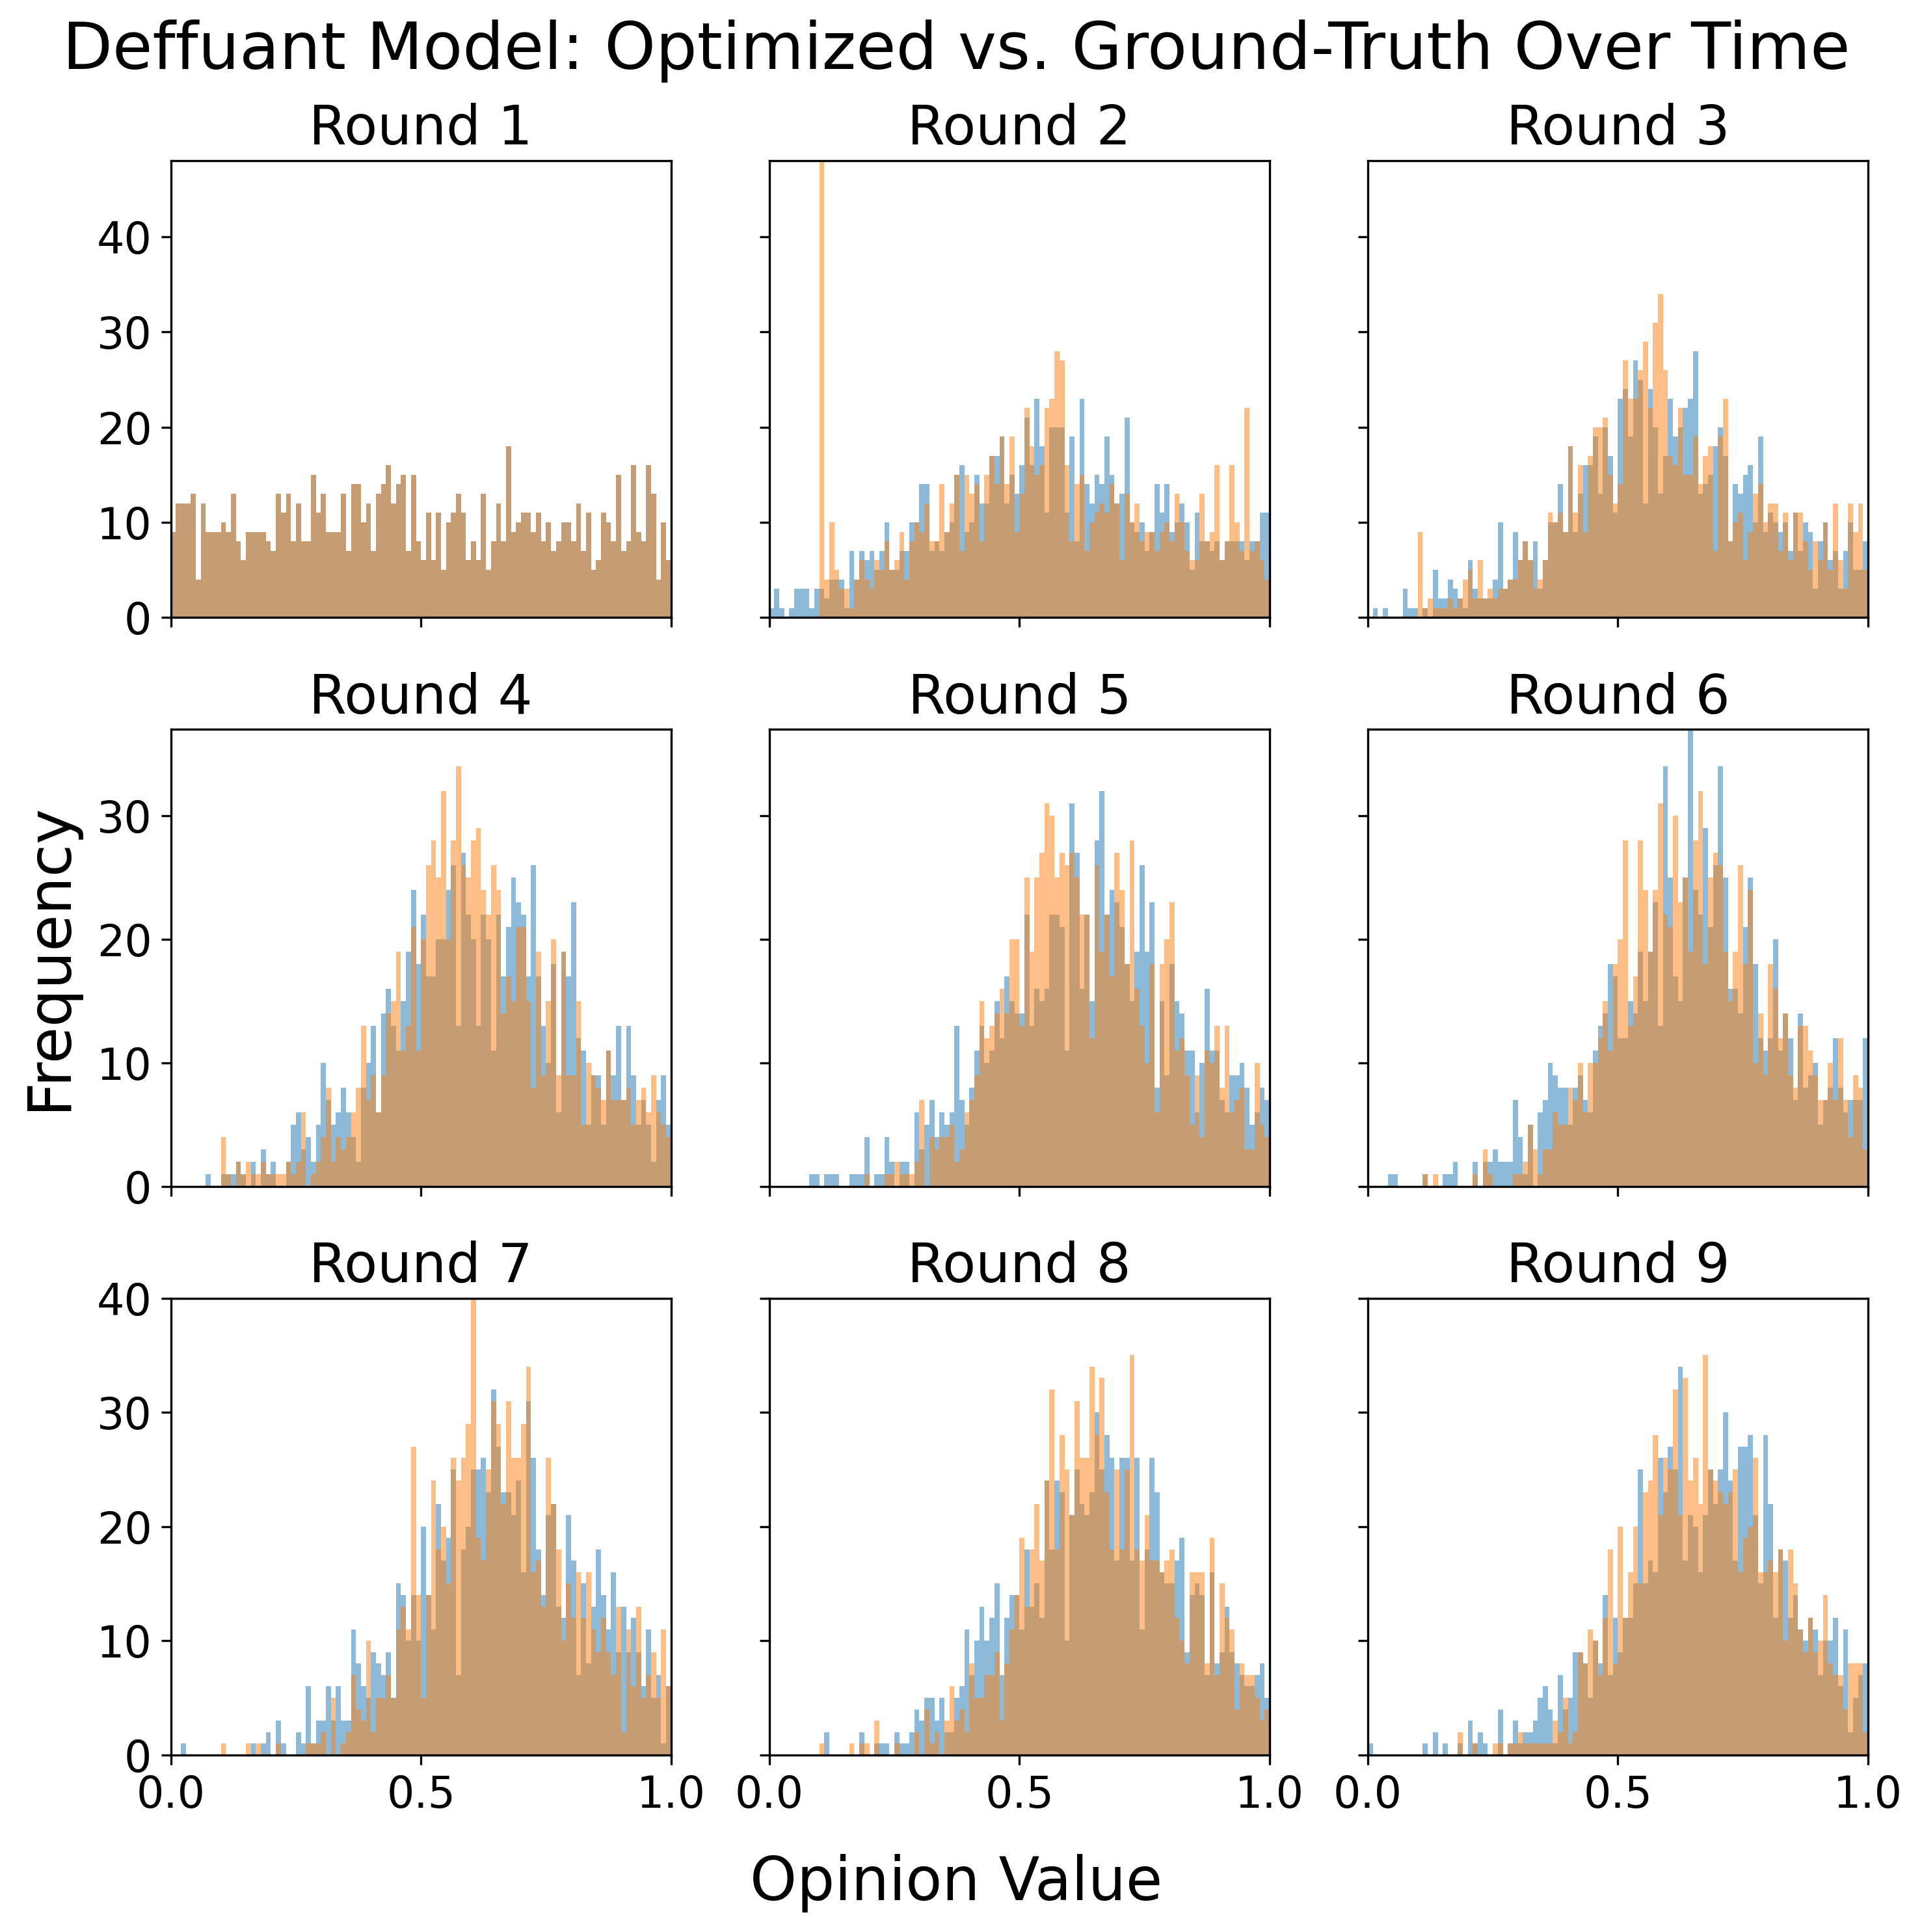 Deffuant Model: Optimized vs. Ground-Truth Over Time
Round 1
Round 2
Round 3
40
30
20
10
0
Round 4
Round 5
Round 6
30
20
10
0
Frequency
Round 7
Round 8
Round 9
40
30
20
10
0
0.0 0.5 1.0 0.0 0.5 1.0 0.0 0.5 1.0
Opinion Value